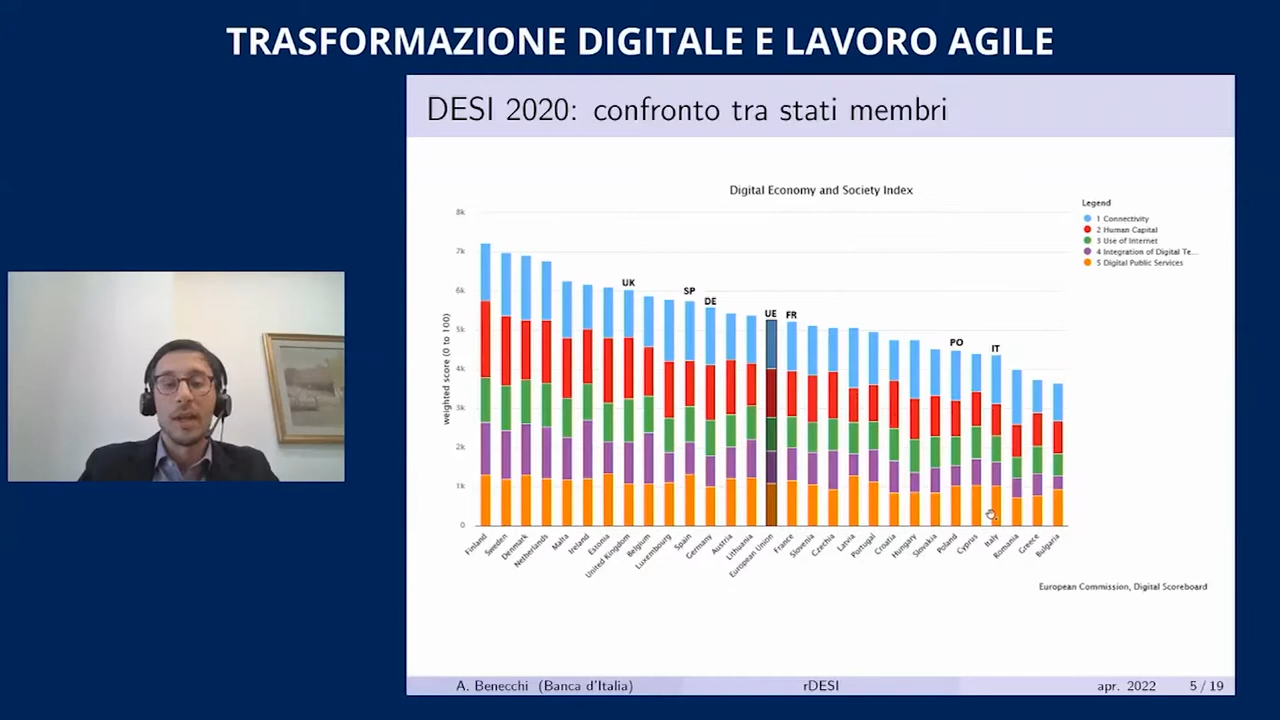 TRASFORMAZIONE DIGITALE E LAVORO AGILE
DESI 2020: confronto tra stati membri
Digital Economy and Society Index
Legend
1 Connectivity
2 Human Capital
3 Use of Internet
4 Integration of Digital Te...
5 Digital Public Services
weighted score (0 to 100)
8k
7k
6k
5k
4k
3k
2k
1k
0
UK
SP
DE
UE
FR
PO
IT
Finland
Sweden
Denmark
Netherlands
Malta
Ireland
Estonia
United Kingdom
Belgium
Luxembourg
Spain
Germany
Austria
Lithuania
European Union
France
Slovenia
Czechia
Latvia
Portugal
Croatia
Hungary
Slovakia
Poland
Cyprus
Italy
Romania
Greece
Bulgaria
European Commission, Digital Scoreboard
A. Benecchi (Banca d'Italia) rDESI apr. 2022 5 / 19